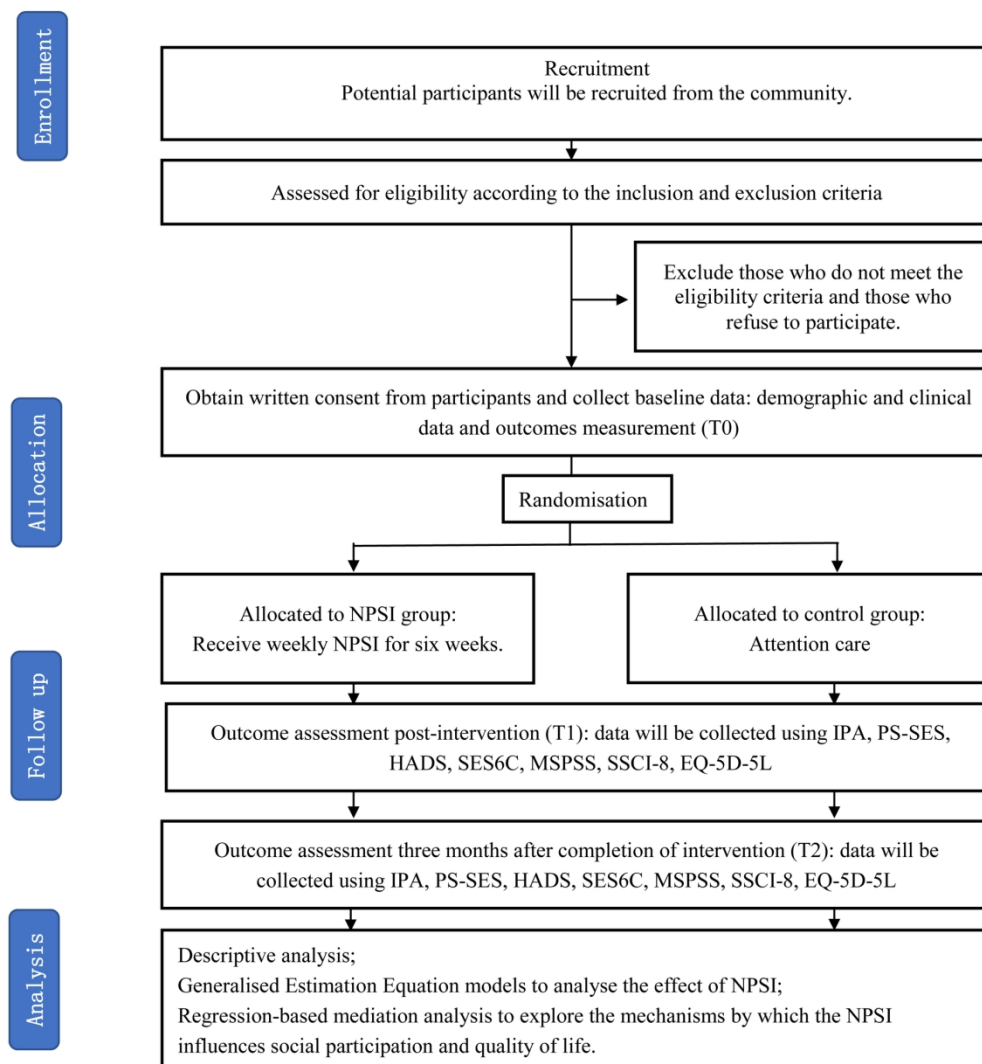 Enrollment
Recruitment
Potential participants will be recruited from the community.
Assessed for eligibility according to the inclusion and exclusion criteria
Exclude those who do not meet the
eligibility criteria and those who
refuse to participate.
Allocation
Obtain written consent from participants and collect baseline data: demographic and clinical
data and outcomes measurement (T0)
Randomisation
Allocated to NPSI group:
Receive weekly NPSI for six weeks.
Allocated to control group:
Attention care
Follow up
Outcome assessment post-intervention (T1): data will be collected using IPA, PS-SES,
HADS, SES6C, MSPSS, SSCI-8, EQ-5D-5L
Outcome assessment three months after completion of intervention (T2): data will be
collected using IPA, PS-SES, HADS, SES6C, MSPSS, SSCI-8, EQ-5D-5L
Analysis
Descriptive analysis;
Generalised Estimation Equation models to analyse the effect of NPSI;
Regression-based mediation analysis to explore the mechanisms by which the NPSI
influences social participation and quality of life.